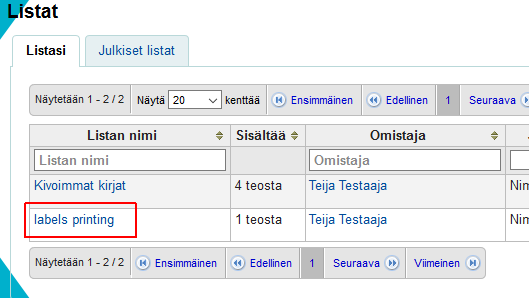 Listat
Listasi Julkiset listat
Näytetään 1 - 2 / 2 Näytä 20 kenttää Ensimmäinen Edellinen 1 Seuraava
Listan nimi Sisältää Omistaja
Listan nimi Omistaja
Kivoimmat kirjat 4 teosta Teija Testaaja
labels printing 1 teosta Teija Testaaja
Näytetään 1 - 2 / 2 Ensimmäinen Edellinen 1 Seuraava Viimeinen